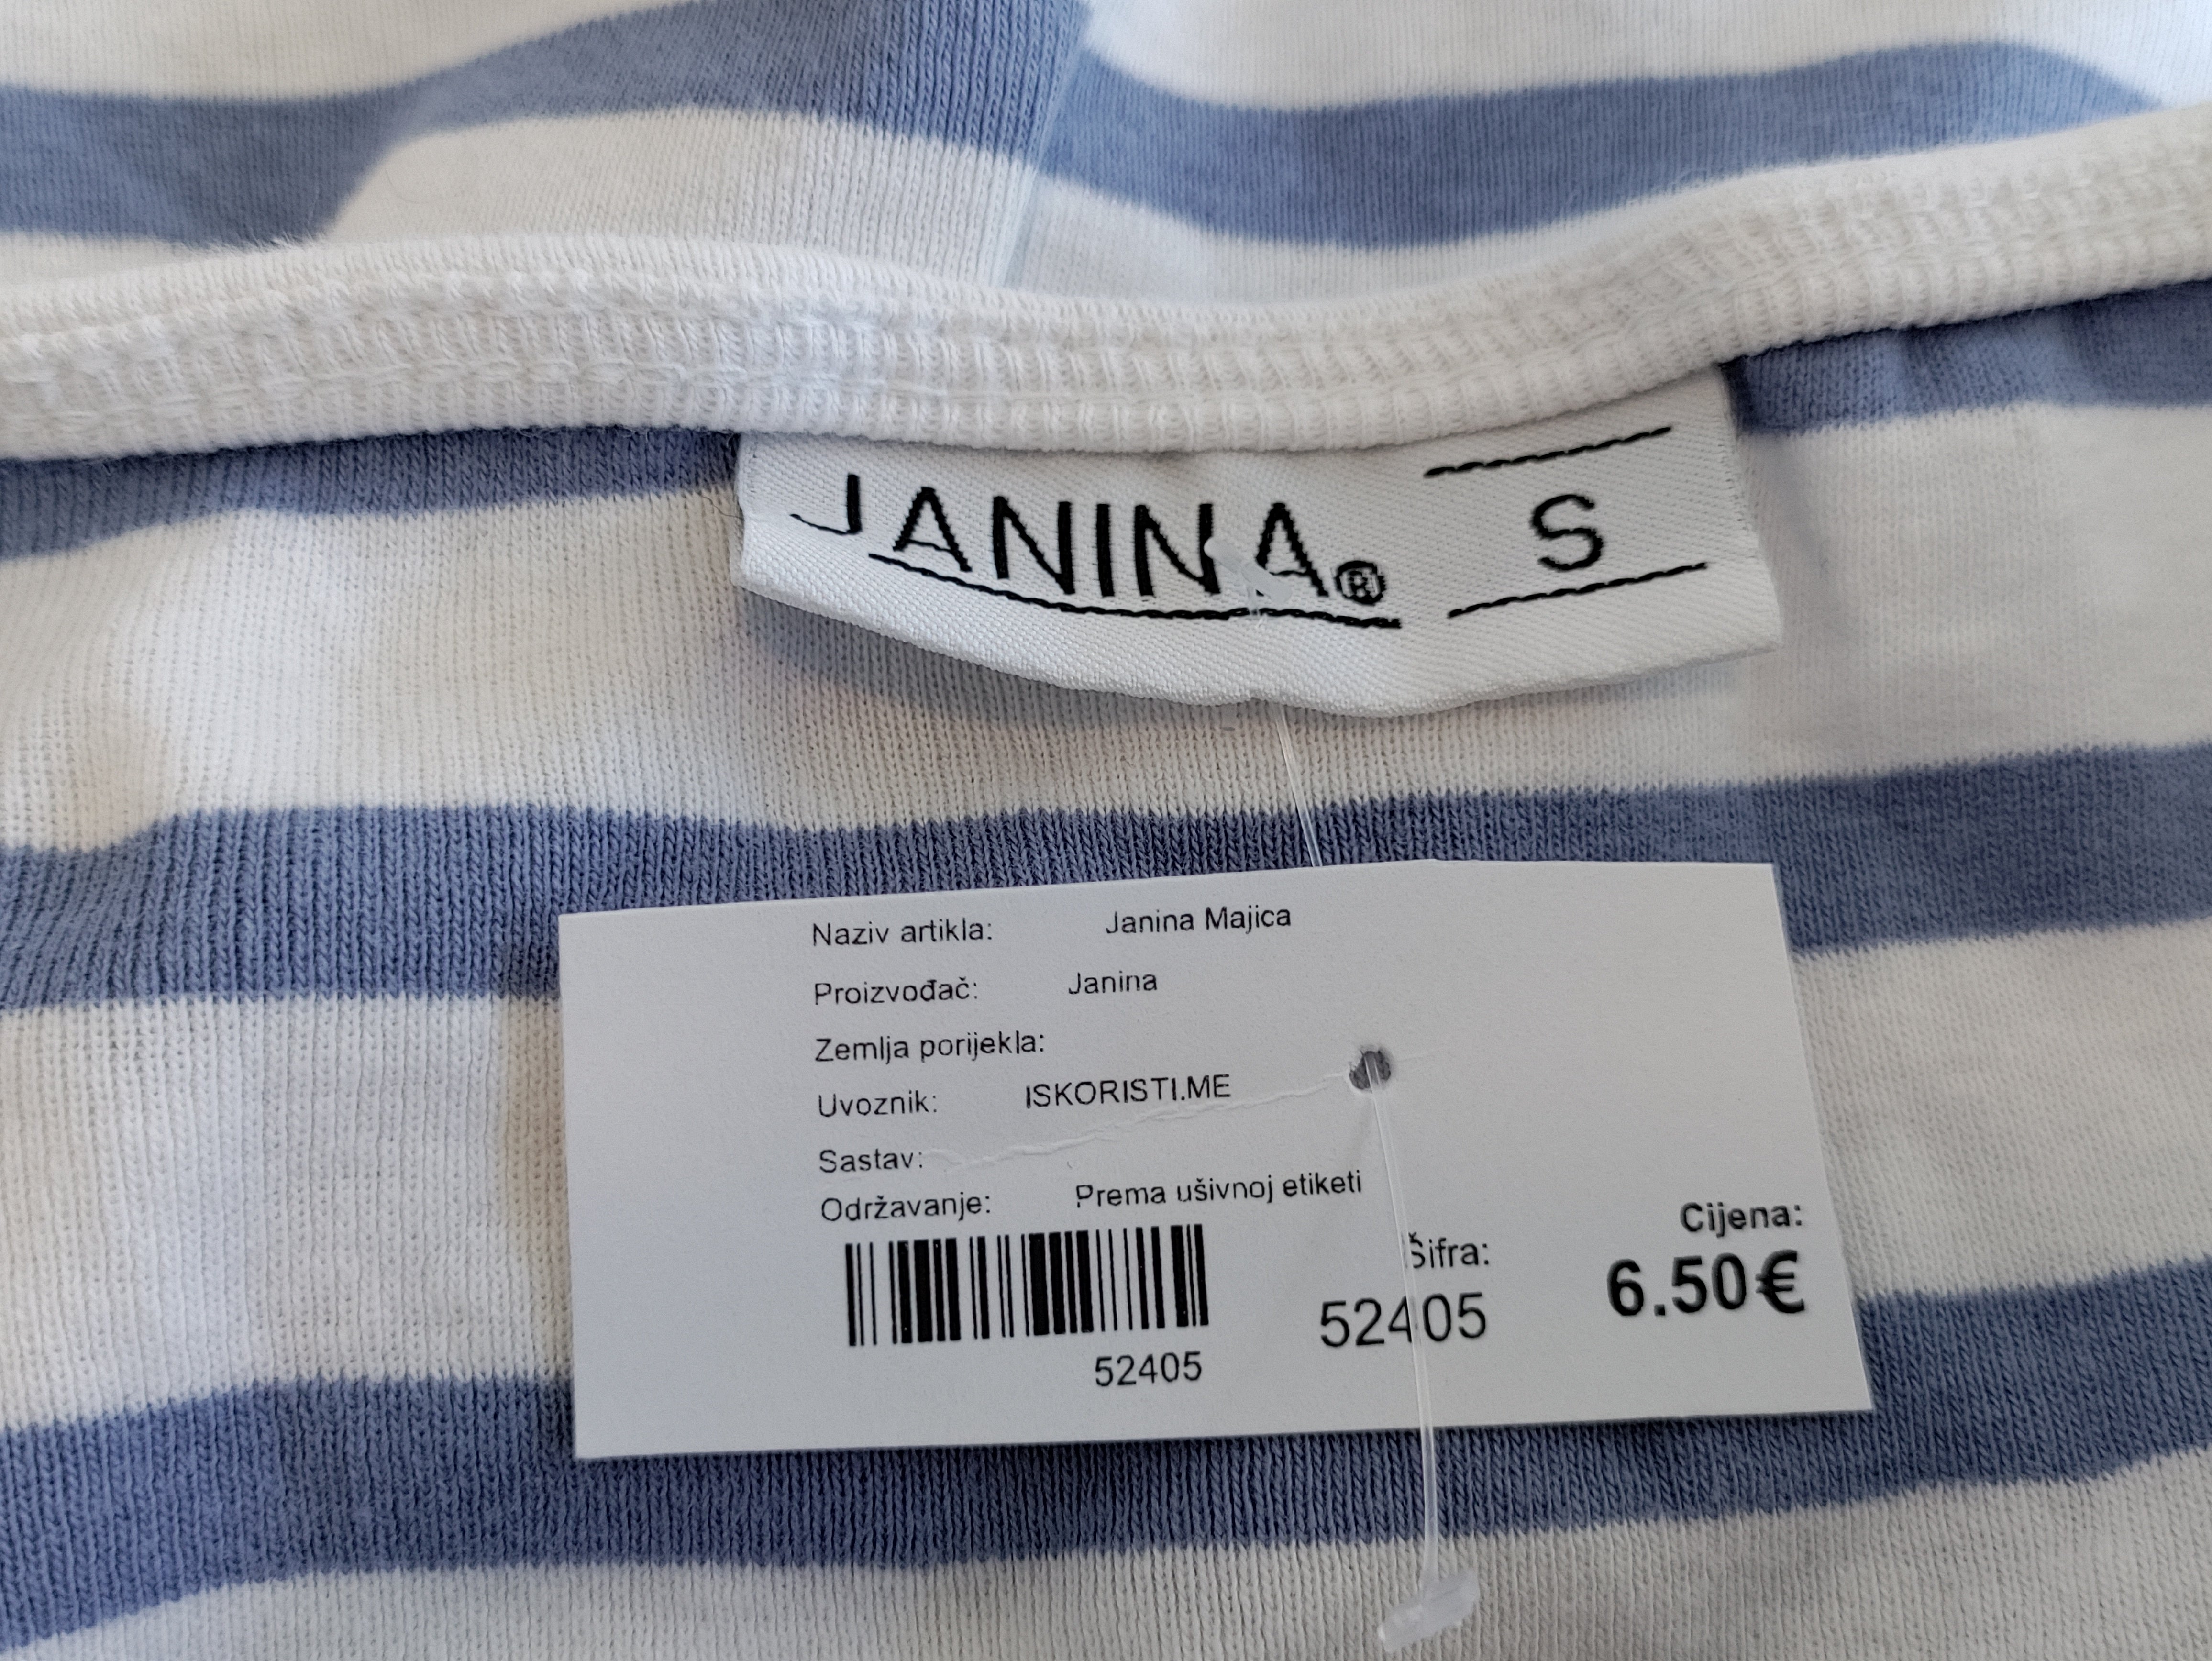 JANINA® S
Naziv artikla: Janina Majica
Proizvođač: Janina
Zemlja porijekla:
Uvoznik: ISKORISTI.ME
Sastav:
Održavanje: Prema ušivnoj etiketi
52405
Šifra:
52405
Cijena:
6.50€